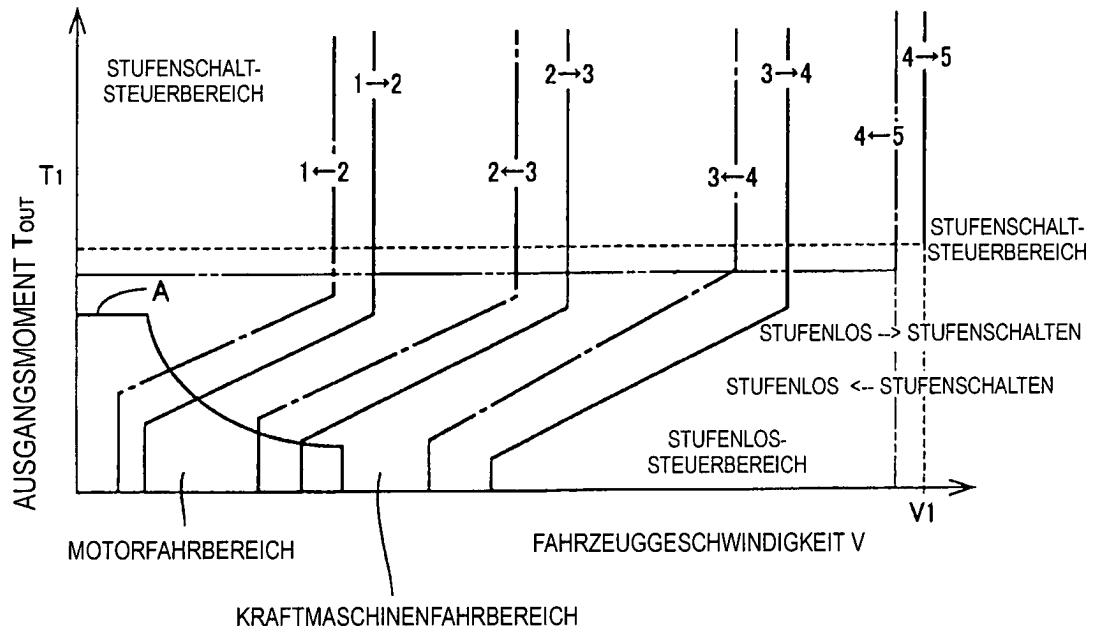 STUFENSCHALT-
STEUERBEREICH
1→2
2→3
3→4
4→5
4←5
1←2
2←3
3←4
T1
STUFENSCHALT-
STEUERBEREICH
A
STUFENLOS --> STUFENSCHALTEN
STUFENLOS <-- STUFENSCHALTEN
STUFENLOS-
STEUERBEREICH
AUSGANGSMOMENT TOUT
V1
MOTORFAHRBEREICH
FAHRZEUGGESCHWINDIGKEIT V
KRAFTMASCHINENFAHRBEREICH